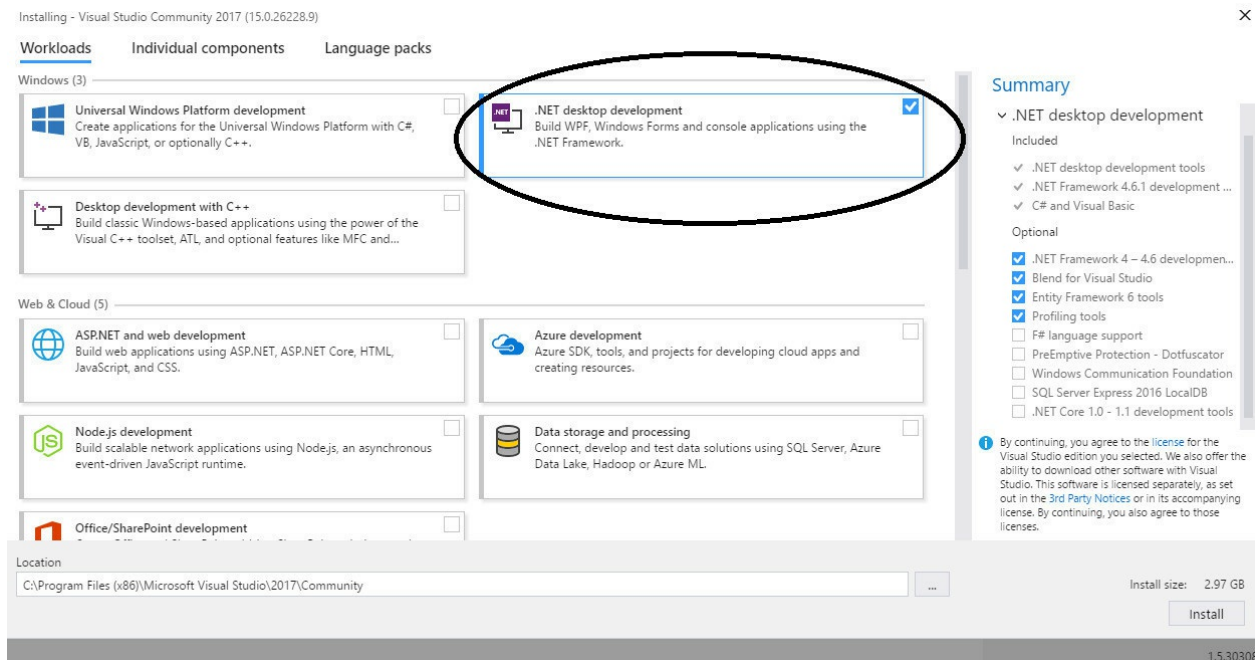 Installing - Visual Studio Community 2017 (15.0.26228.9)
Workloads
Individual components
Language packs
Windows (3)
Universal Windows Platform development
Create applications for the Universal Windows Platform with C#,
VB, JavaScript, or optionally C++.
.NET
.NET desktop development
Build WPF, Windows Forms and console applications using the
.NET Framework.
Desktop development with C++
Build classic Windows-based applications using the power of the
Visual C++ toolset, ATL, and optional features like MFC and...
Web & Cloud (5)
ASP.NET and web development
Build web applications using ASP.NET, ASP.NET Core, HTML,
JavaScript, and CSS.
Azure development
Azure SDK, tools, and projects for developing cloud apps and
creating resources.
JS
Node.js development
Build scalable network applications using Node.js, an asynchronous
event-driven JavaScript runtime.
Data storage and processing
Connect, develop and test data solutions using SQL Server, Azure
Data Lake, Hadoop or Azure ML.
Office/SharePoint development
Summary
.NET desktop development
Included
.NET desktop development tools
.NET Framework 4.6.1 development ...
C# and Visual Basic
Optional
.NET Framework 4 – 4.6 developmen...
Blend for Visual Studio
Entity Framework 6 tools
Profiling tools
F# language support
PreEmptive Protection - Dotfuscator
Windows Communication Foundation
SQL Server Express 2016 LocalDB
.NET Core 1.0 - 1.1 development tools
By continuing, you agree to the license for the
Visual Studio edition you selected. We also offer the
ability to download other software with Visual
Studio. This software is licensed separately, as set
out in the 3rd Party Notices or in its accompanying
license. By continuing, you also agree to those
licenses.
Location
C:\Program Files (x86)\Microsoft Visual Studio\2017\Community
...
Install size: 2.97 GB
Install